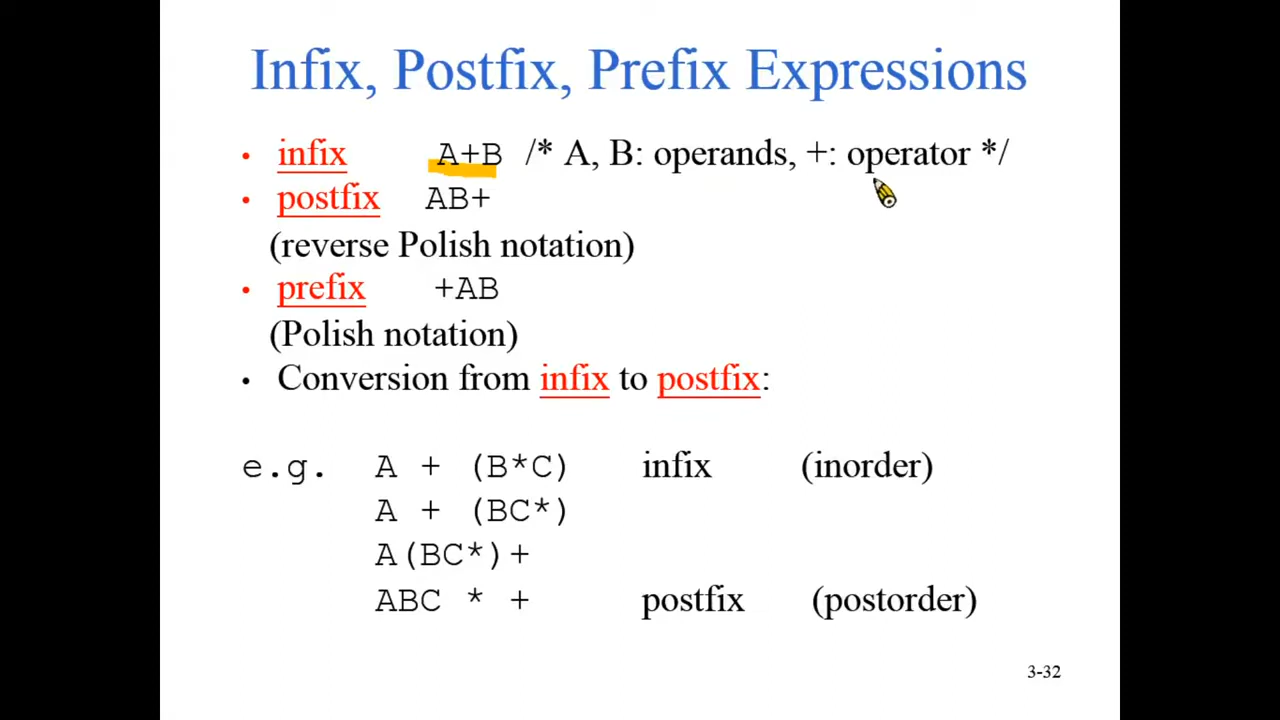 Infix, Postfix, Prefix Expressions
• infix A+B /* A, B: operands, +: operator */
• postfix AB+
(reverse Polish notation)
• prefix +AB
(Polish notation)
• Conversion from infix to postfix:
e.g. A + (B*C) infix (inorder)
A + (BC*)
A(BC*)+
ABC * + postfix (postorder)
3-32